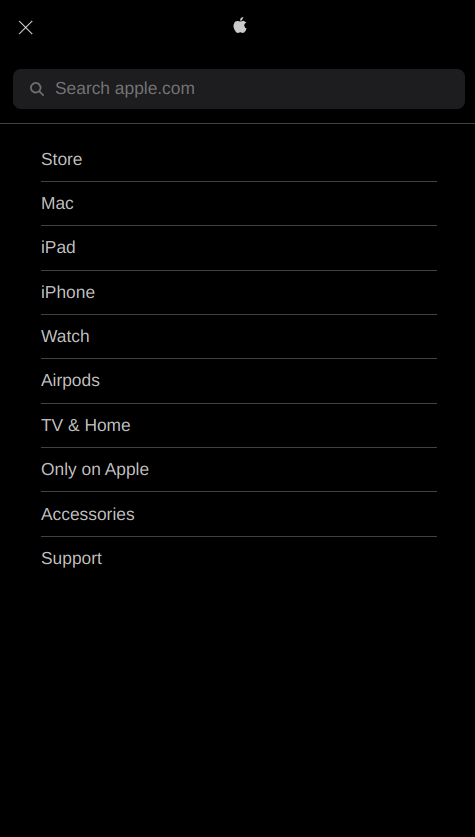 Search apple.com
Store
Mac
iPad
iPhone
Watch
Airpods
TV & Home
Only on Apple
Accessories
Support